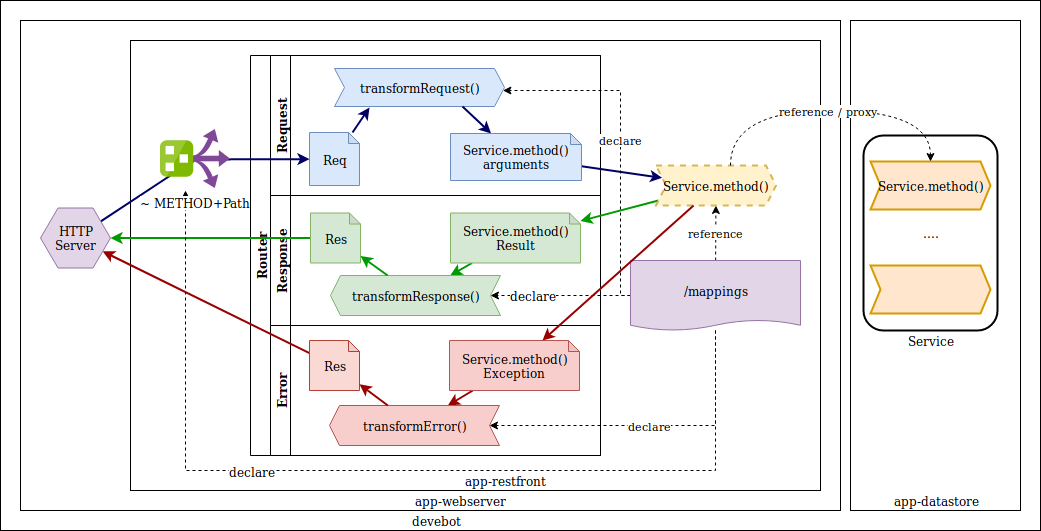 transformRequest()
Request
Req
Service.method()
arguments
declare
reference / proxy
Service.method()
Service.method()
....
Service
~ METHOD+Path
HTTP
Server
Router
Response
Res
Service.method()
Result
transformResponse()
declare
reference
/mappings
Error
Res
Service.method()
Exception
transformError()
declare
declare
app-restfront
app-webserver
app-datastore
devebot